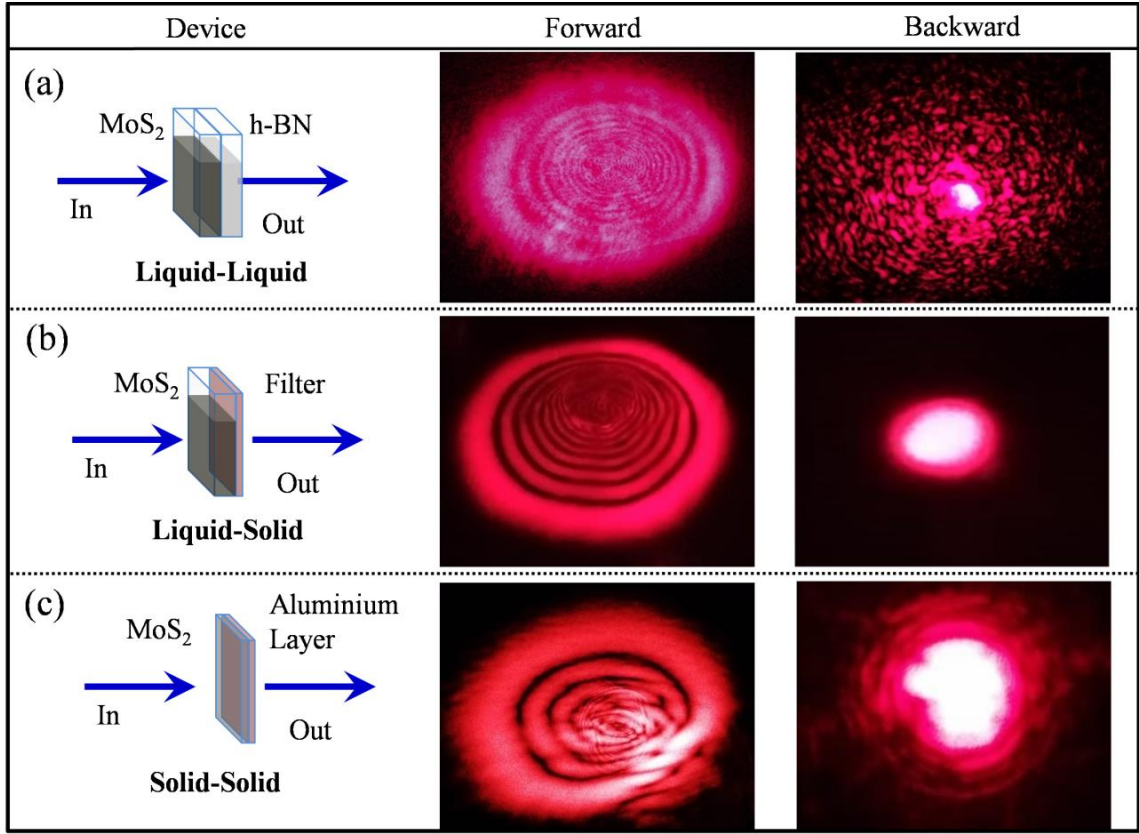 Device Forward Backward
(a)
MoS₂ h-BN
In
Out
Liquid-Liquid
(b)
MoS₂ Filter
In
Out
Liquid-Solid
(c)
MoS₂ Aluminium
Layer
In
Out
Solid-Solid